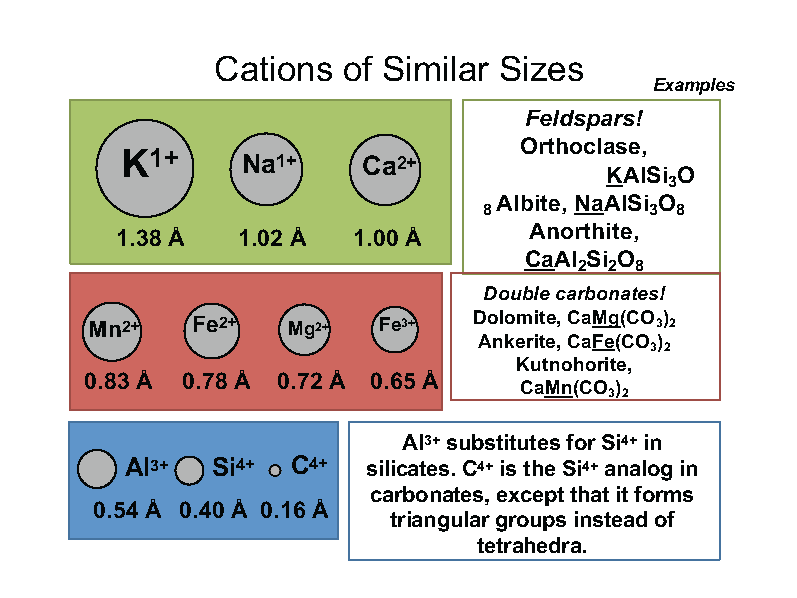 Cations of Similar Sizes
Examples
K1+ Na1+ Ca2+
1.38 Å 1.02 Å 1.00 Å
Feldspars!
Orthoclase,
KAlSi3O
8 Albite, NaAlSi3O8
Anorthite,
CaAl2Si2O8
Mn2+ Fe2+ Mg2+ Fe3+
0.83 Å 0.78 Å 0.72 Å 0.65 Å
Double carbonates!
Dolomite, CaMg(CO3)2
Ankerite, CaFe(CO3)2
Kutnohorite,
CaMn(CO3)2
Al3+ Si4+ C4+
0.54 Å 0.40 Å 0.16 Å
Al3+ substitutes for Si4+ in
silicates. C4+ is the Si4+ analog in
carbonates, except that it forms
triangular groups instead of
tetrahedra.